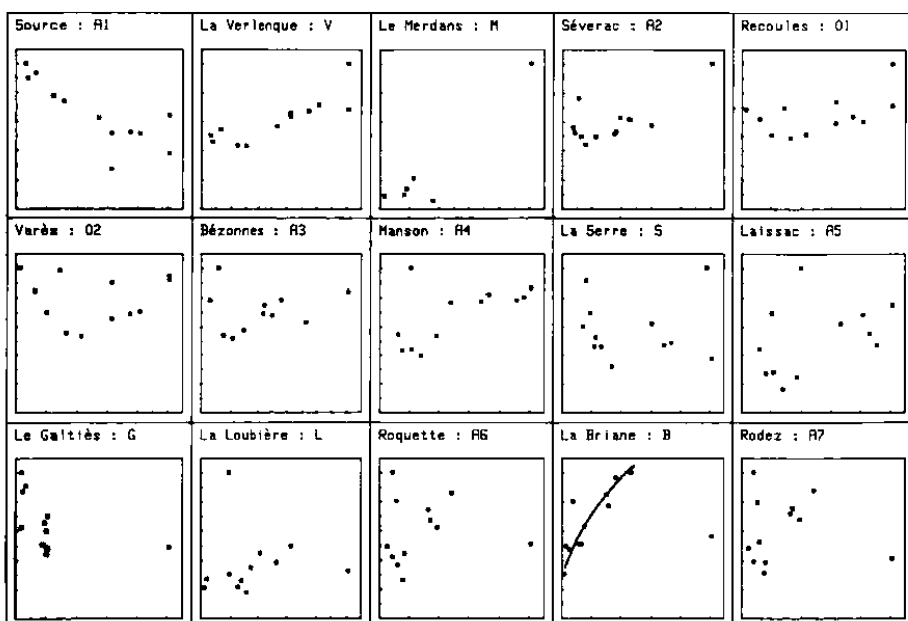 Source : A1
La Verlenque : V
Le Merdans : M
Séverac : A2
Recoules : O1
Varès : O2
Bézonnes : A3
Manson : A4
La Serre : S
Laissac : A5
Le Galtiès : G
La Loubière : L
Roquette : A6
La Briane : B
Rodez : A7